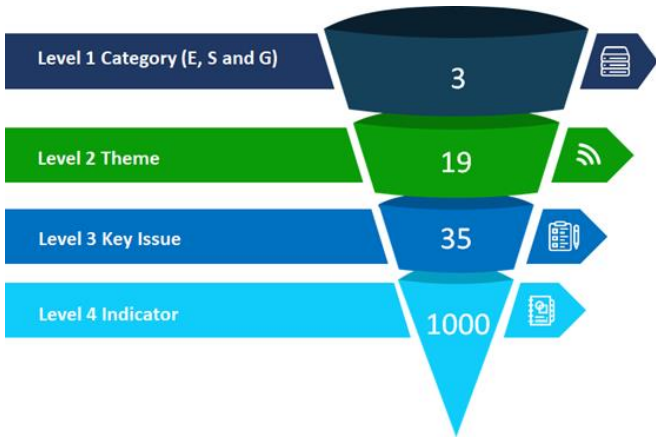 Level 1 Category (E, S and G)
3
Level 2 Theme
19
Level 3 Key Issue
35
Level 4 Indicator
1000